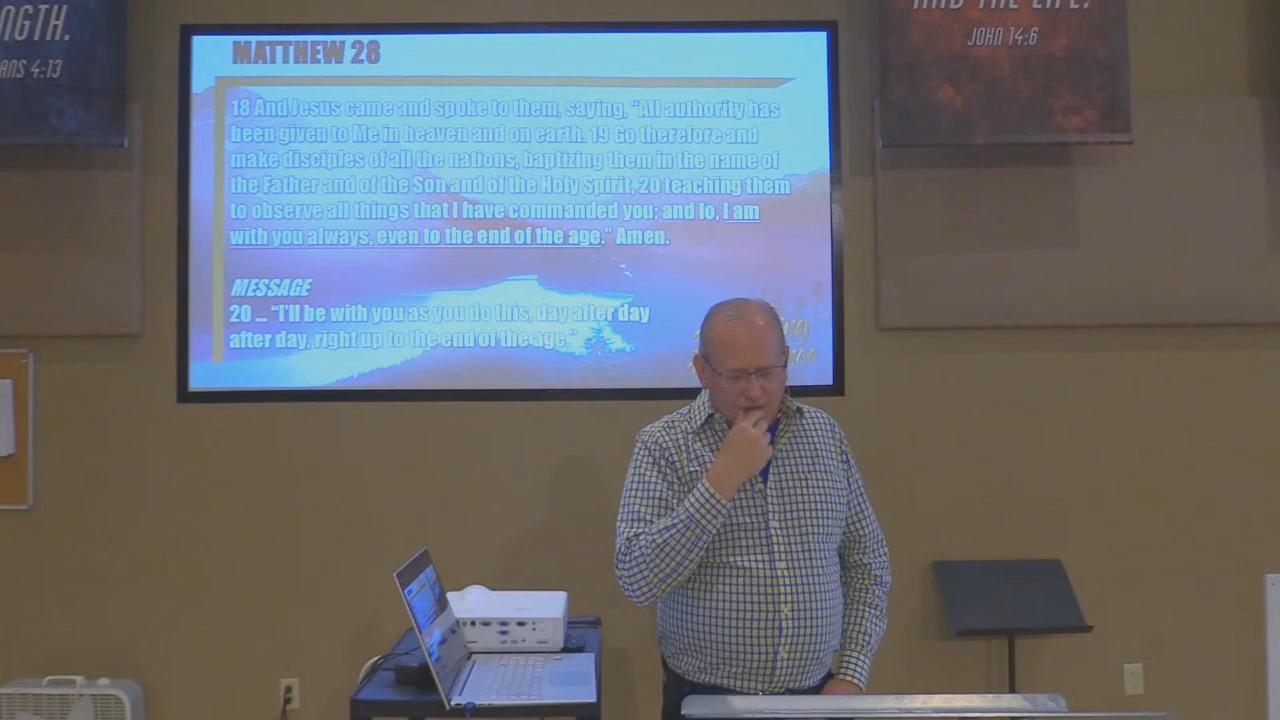 NGTH.
ANS 4:13
AND THE LIFE.
JOHN 14:6
MATTHEW 28
18 And Jesus came and spoke to them, saying, “All authority has
been given to Me in heaven and on earth. 19 Go therefore and
make disciples of all the nations, baptizing them in the name of
the Father and of the Son and of the Holy Spirit, 20 teaching them
to observe all things that I have commanded you; and lo, I am
with you always, even to the end of the age.” Amen.
MESSAGE
20 ... “I'll be with you as you do this, day after day
after day, right up to the end of the age.”